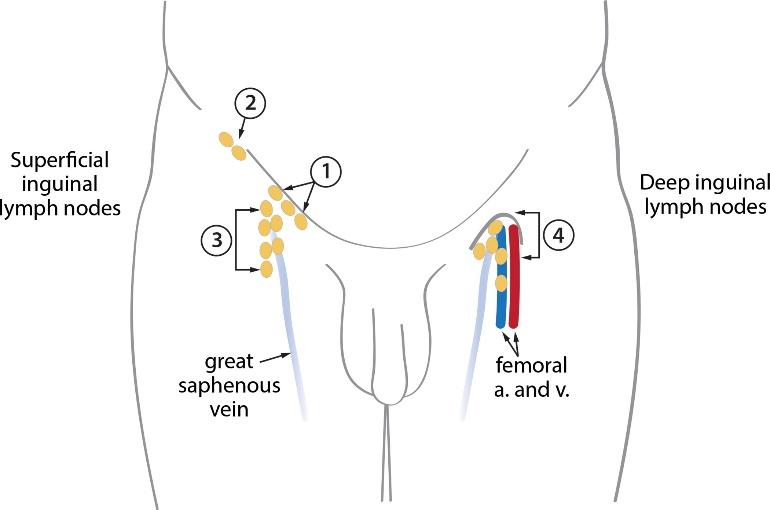 2
Superficial
inguinal
lymph nodes
1
Deep inguinal
lymph nodes
3
4
great
saphenous
vein
femoral
a. and v.